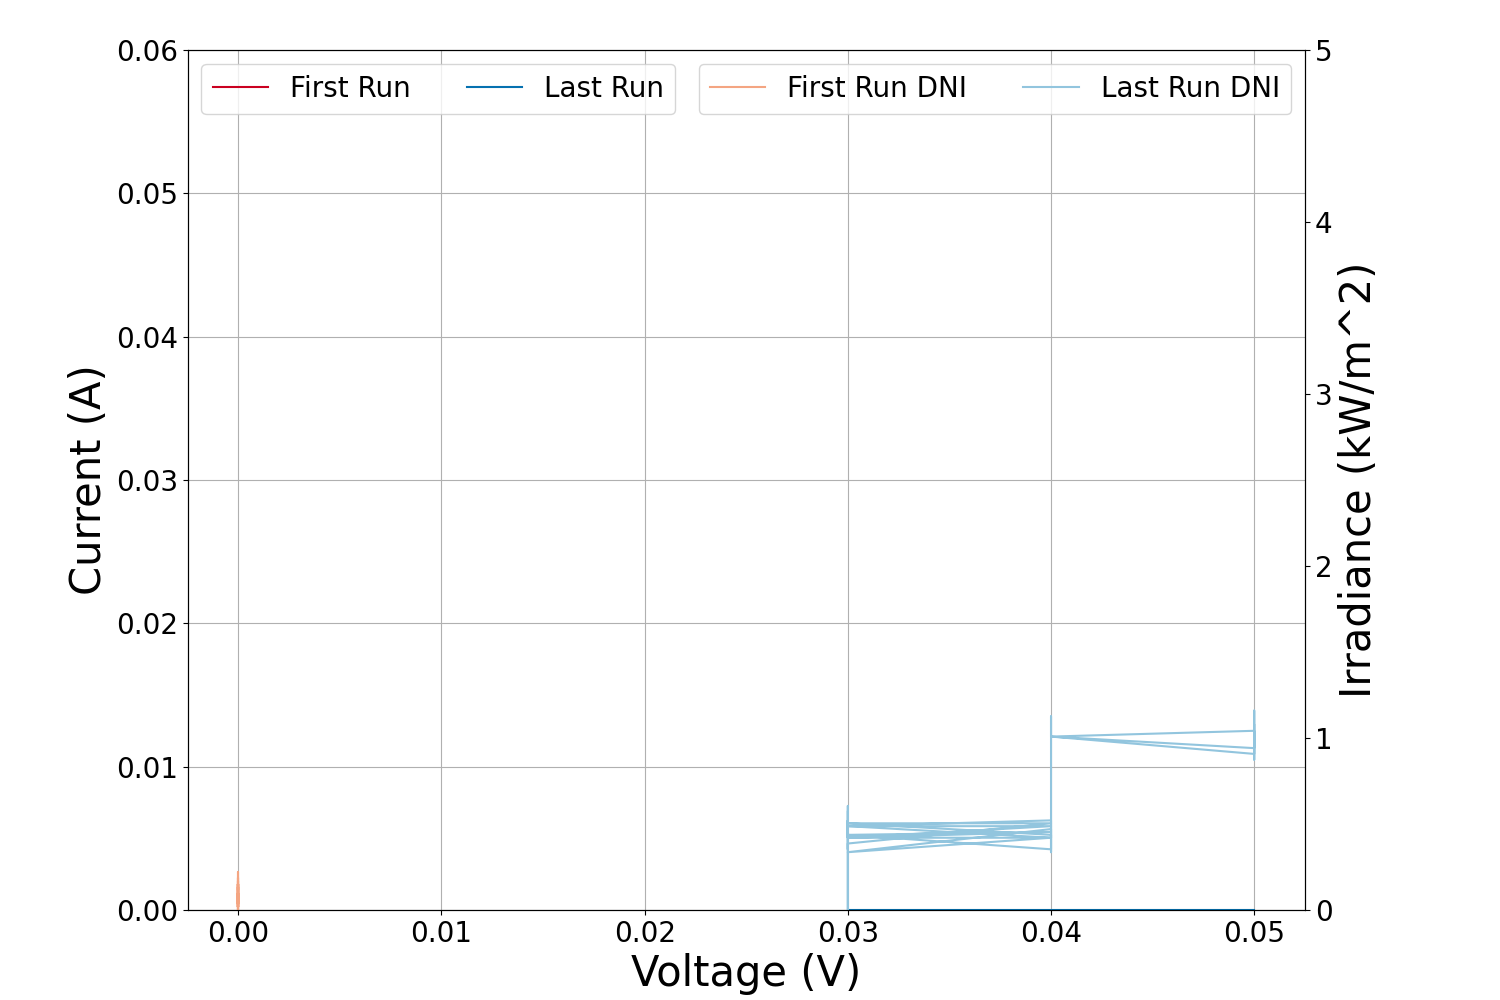 First Run
Last Run
First Run DNI
Last Run DNI
0.06
0.05
0.04
0.03
0.02
0.01
0.00
Current (A)
5
4
3
2
1
0
Irradiance (kW/m^2)
0.00 0.01 0.02 0.03 0.04 0.05
Voltage (V)